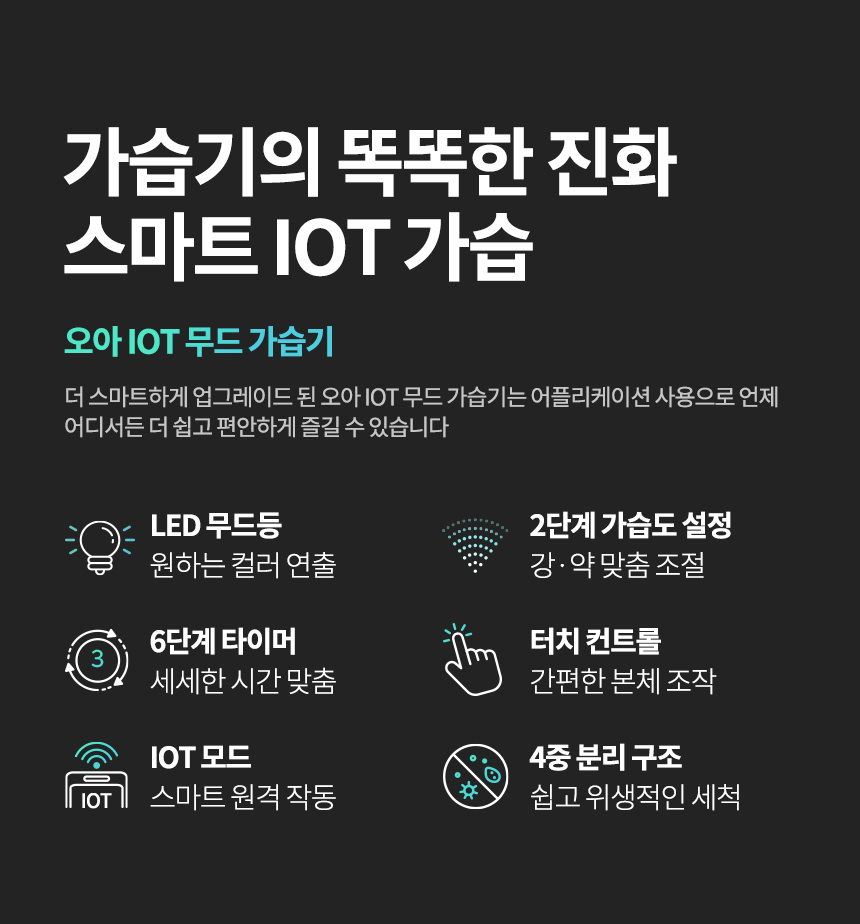 가습기의 똑똑한 진화
스마트 IOT 가습
오아 IOT 무드 가습기
더 스마트하게 업그레이드 된 오아 IOT 무드 가습기는 어플리케이션 사용으로 언제
어디서든 더 쉽고 편안하게 즐길 수 있습니다
LED 무드등
원하는 컬러 연출
2단계 가습도 설정
강·약 맞춤 조절
3
6단계 타이머
세세한 시간 맞춤
터치 컨트롤
간편한 본체 조작
IOT
IOT 모드
스마트 원격 작동
4중 분리 구조
쉽고 위생적인 세척